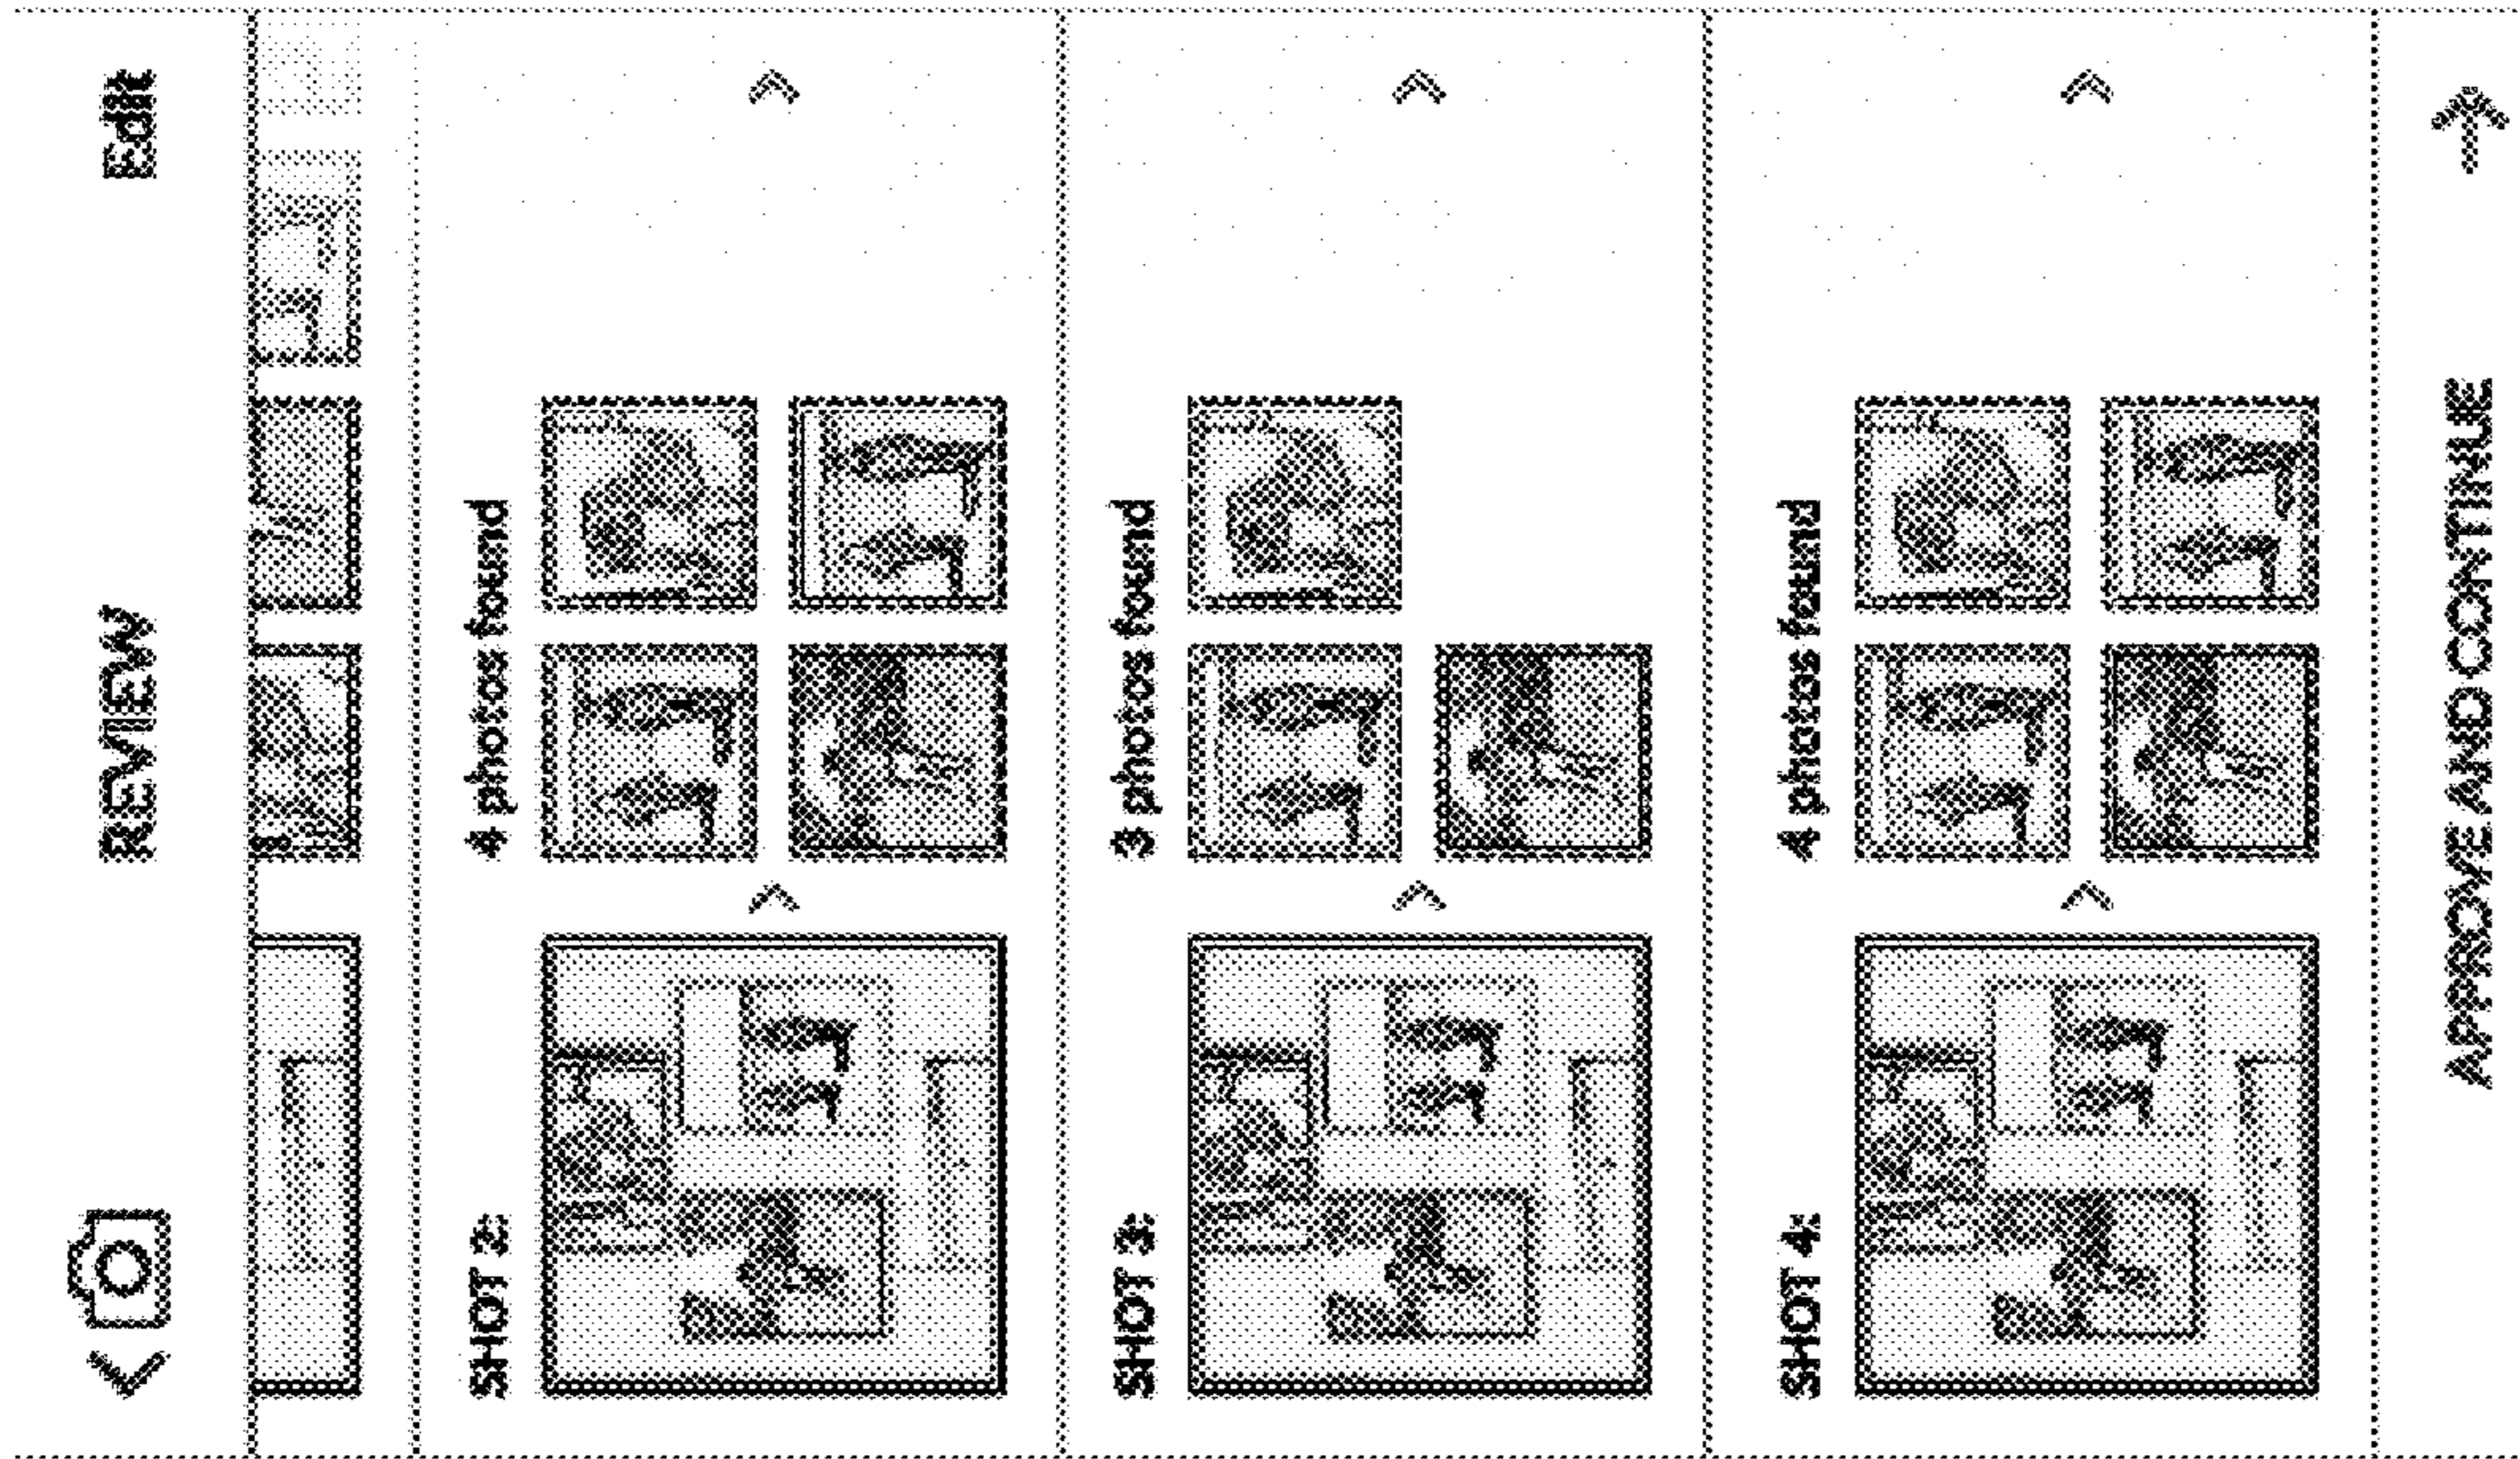 REVIEW
Edit
SHOT 2:
4 photos found
SHOT 3:
3 photos found
SHOT 4:
4 photos found
APPROVE AND CONTINUE